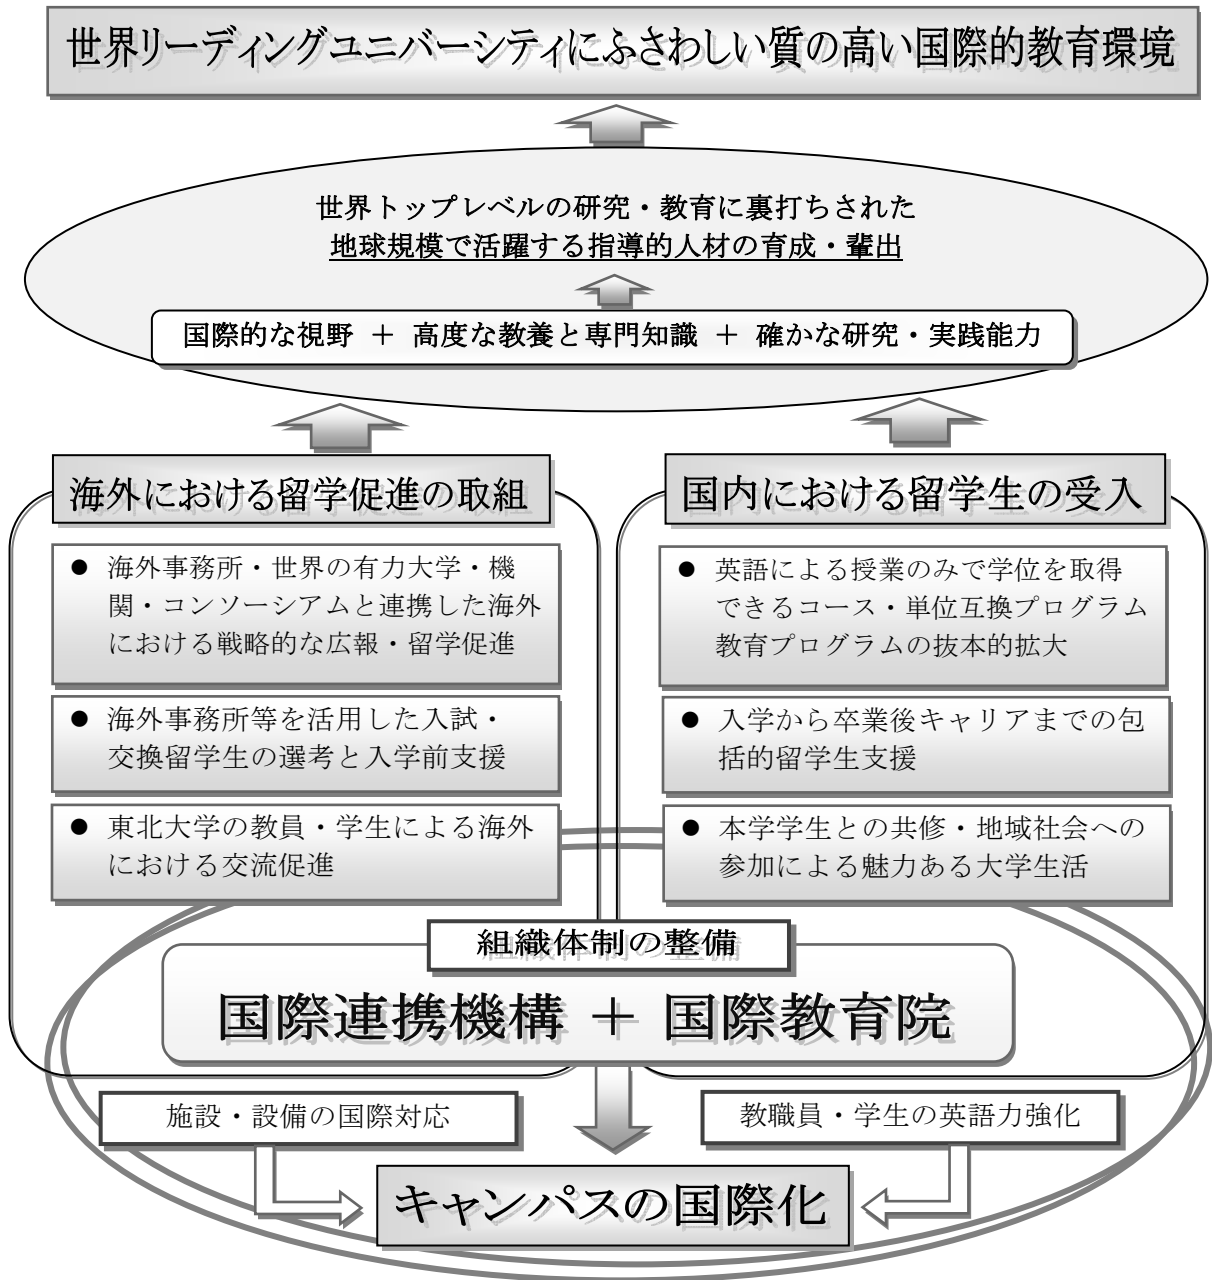 世界リーディングユニバーシティにふさわしい質の高い国際的教育環境
世界トップレベルの研究・教育に裏打ちされた
地球規模で活躍する指導的人材の育成・輩出
国際的な視野 ＋ 高度な教養と専門知識 ＋ 確かな研究・実践能力
海外における留学促進の取組
● 海外事務所・世界の有力大学・機
関・コンソーシアムと連携した海外
における戦略的な広報・留学促進
● 海外事務所等を活用した入試・
交換留学生の選考と入学前支援
● 東北大学の教員・学生による海外
における交流促進
国内における留学生の受入
● 英語による授業のみで学位を取得
できるコース・単位互換プログラム
教育プログラムの抜本的拡大
● 入学から卒業後キャリアまでの包
括的留学生支援
● 本学学生との共修・地域社会への
参加による魅力ある大学生活
組織体制の整備
国際連携機構 ＋ 国際教育院
施設・設備の国際対応
教職員・学生の英語力強化
キャンパスの国際化